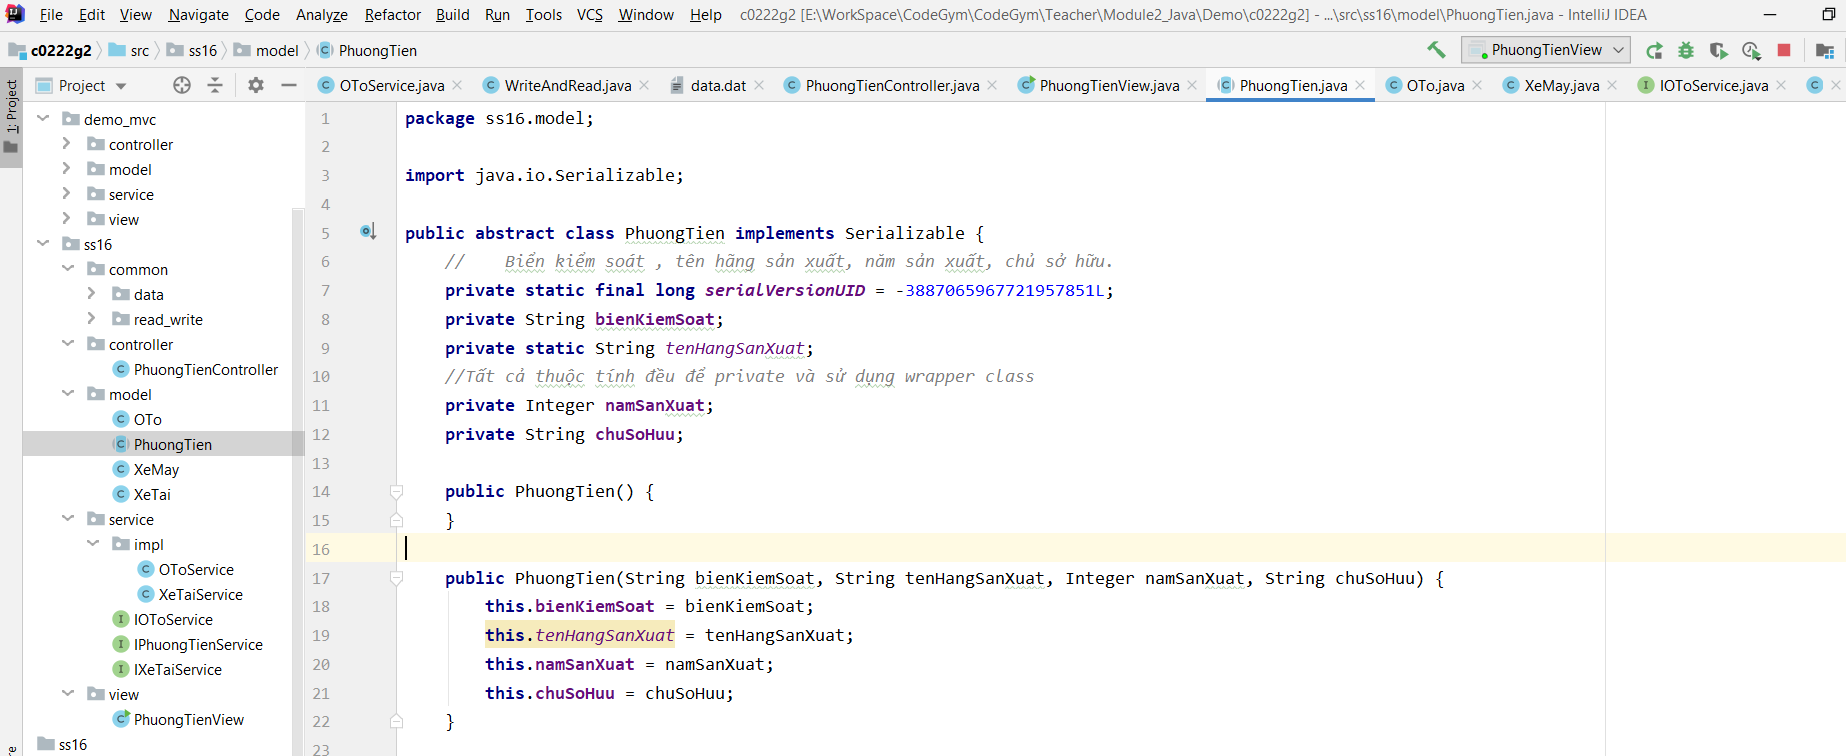 File Edit View Navigate Code Analyze Refactor Build Run Tools VCS Window Help c0222g2 [E:\WorkSpace\CodeGym\CodeGym\Teacher\Module2_Java\Demo\c0222g2] - ...\src\ss16\model\PhuongTien.java - IntelliJ IDEA
c0222g2 src ss16 model PhuongTien PhuongTienView
Project OToService.java WriteAndRead.java data.dat PhuongTienController.java PhuongTienView.java PhuongTien.java OTo.java XeMay.java IOToService.java
1: Project
demo_mvc
controller
model
service
view
ss16
common
data
read_write
controller
PhuongTienController
model
OTo
PhuongTien
XeMay
XeTai
service
impl
OToService
XeTaiService
IOToService
IPhuongTienService
IXeTaiService
view
PhuongTienView
ss16
1 package ss16.model;
2
3 import java.io.Serializable;
4
5 public abstract class PhuongTien implements Serializable {
6 // Biển kiểm soát , tên hãng sản xuất, năm sản xuất, chủ sở hữu.
7 private static final long serialVersionUID = -3887065967721957851L;
8 private String bienKiemSoat;
9 private static String tenHangSanXuat;
10 //Tất cả thuộc tính đều để private và sử dụng wrapper class
11 private Integer namSanXuat;
12 private String chuSoHuu;
13
14 public PhuongTien() {
15 }
16
17 public PhuongTien(String bienKiemSoat, String tenHangSanXuat, Integer namSanXuat, String chuSoHuu) {
18 this.bienKiemSoat = bienKiemSoat;
19 this.tenHangSanXuat = tenHangSanXuat;
20 this.namSanXuat = namSanXuat;
21 this.chuSoHuu = chuSoHuu;
22 }
23